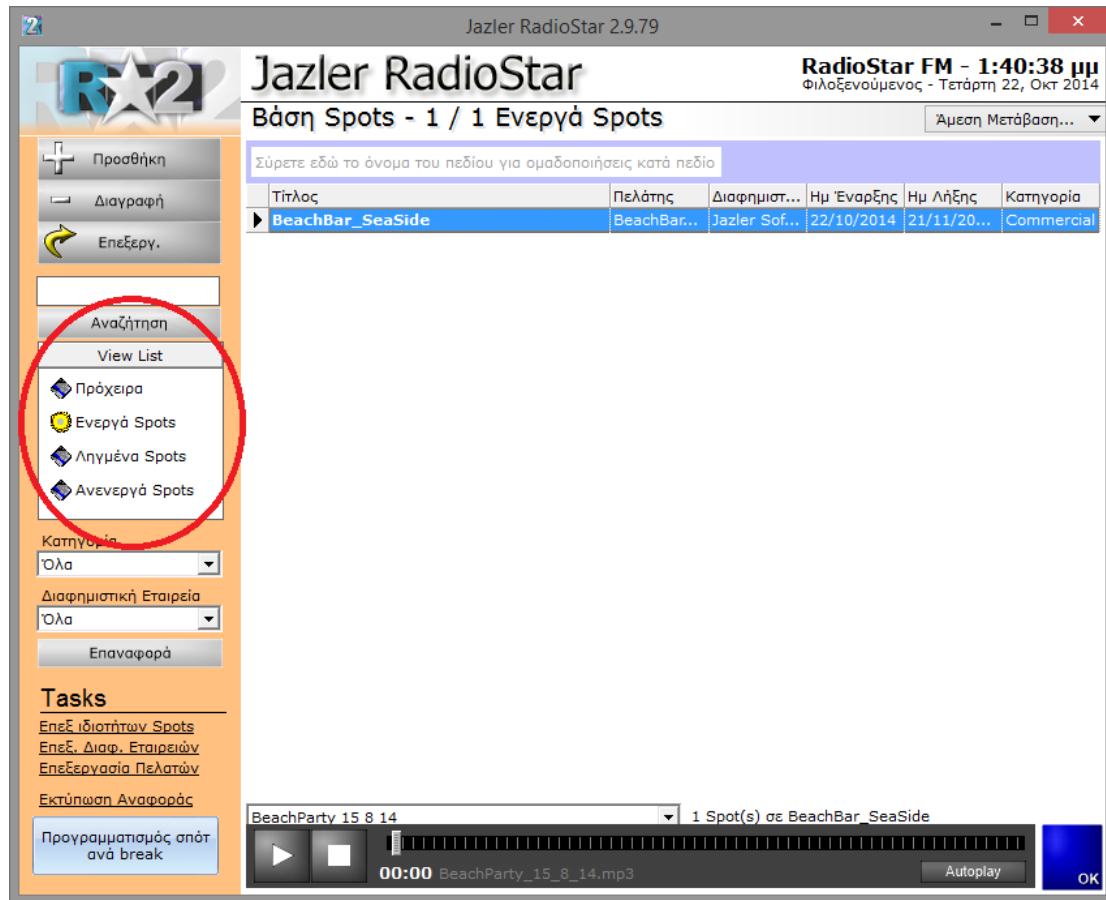 Jazler RadioStar 2.9.79
R 2
Jazler RadioStar
RadioStar FM - 1:40:38 μμ
Φιλοξενούμενος - Τετάρτη 22, Οκτ 2014
Βάση Spots - 1 / 1 Ενεργά Spots
Άμεση Μετάβαση...
Προσθήκη
Διαγραφή
Επεξεργ.
Αναζήτηση
View List
Πρόχειρα
Ενεργά Spots
Ληγμένα Spots
Ανενεργά Spots
Κατηγορία
Όλα
Διαφημιστική Εταιρεία
Όλα
Επαναφορά
Tasks
Επεξ ιδιοτήτων Spots
Επεξ. Διαφ. Εταιρειών
Επεξεργασία Πελατών
Εκτύπωση Αναφοράς
Προγραμματισμός σπότ
ανά break
Σύρετε εδώ το όνομα του πεδίου για ομαδοποιήσεις κατά πεδίο
Τίτλος Πελάτης Διαφημιστ... Ημ Έναρξης Ημ Λήξης Κατηγορία
BeachBar_SeaSide BeachBar... Jazler Sof... 22/10/2014 21/11/20... Commercial
BeachParty 15 8 14 1 Spot(s) σε BeachBar_SeaSide
00:00 BeachParty_15_8_14.mp3 Autoplay
OK